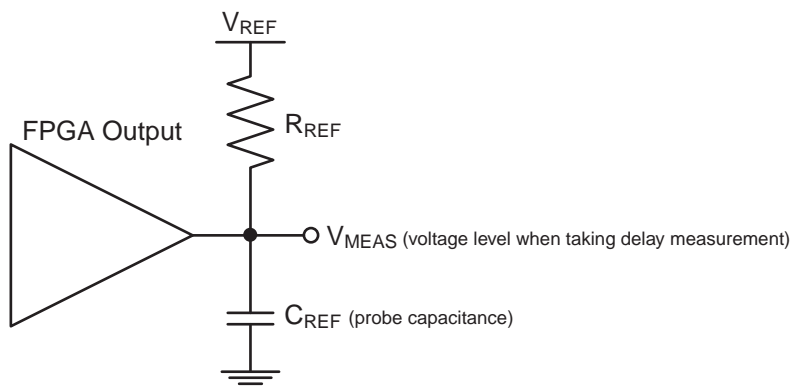 VREF
RREF
FPGA Output
VMEAS (voltage level when taking delay measurement)
CREF (probe capacitance)